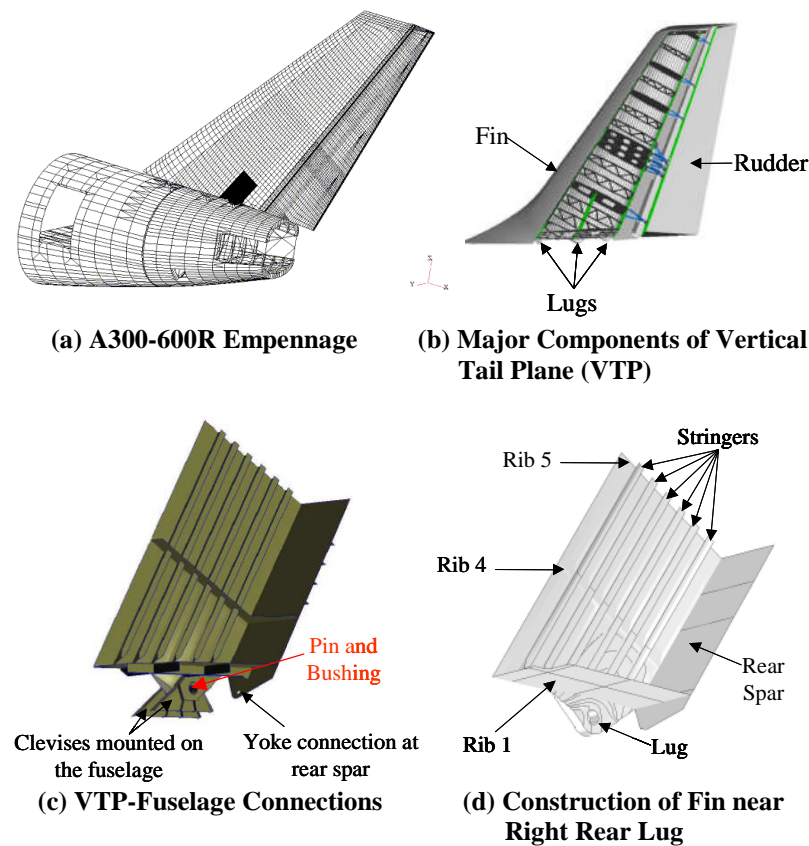 Fin
Rudder
Lugs
Z
Y
X
(a) A300-600R Empennage
(b) Major Components of Vertical
Tail Plane (VTP)
Pin and
Bushing
Clevises mounted on
the fuselage
Yoke connection at
rear spar
(c) VTP-Fuselage Connections
Stringers
Rib 5
Rib 4
Rear
Spar
Rib 1
Lug
(d) Construction of Fin near
Right Rear Lug